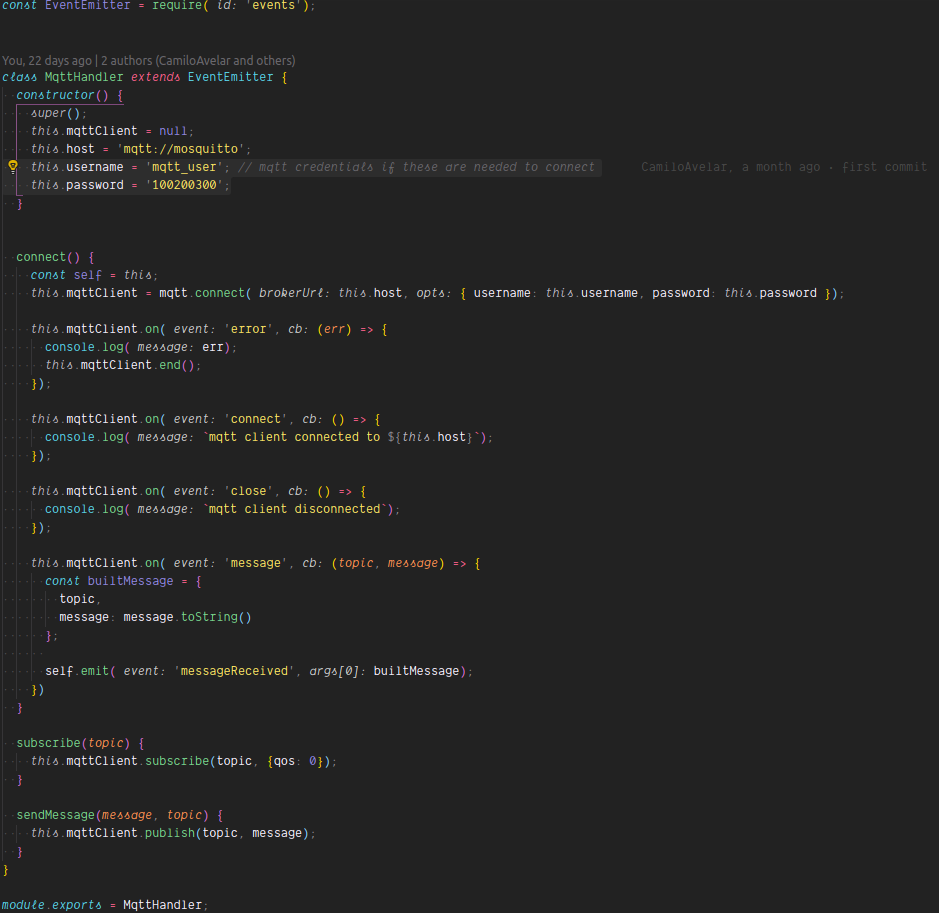 const EventEmitter = require( id: 'events');
You, 22 days ago | 2 authors (CamiloAvelar and others)
class MqttHandler extends EventEmitter {
constructor() {
super();
this.mqttClient = null;
this.host = 'mqtt://mosquitto';
this.username = 'mqtt_user'; // mqtt credentials if these are needed to connect CamiloAvelar, a month ago - first commit
this.password = '100200300';
}
connect() {
const self = this;
this.mqttClient = mqtt.connect( brokerUrl: this.host, opts: { username: this.username, password: this.password });
this.mqttClient.on( event: 'error', cb: (err) => {
console.log( message: err);
this.mqttClient.end();
});
this.mqttClient.on( event: 'connect', cb: () => {
console.log( message: `mqtt client connected to ${this.host}`);
});
this.mqttClient.on( event: 'close', cb: () => {
console.log( message: `mqtt client disconnected`);
});
this.mqttClient.on( event: 'message', cb: (topic, message) => {
const builtMessage = {
topic,
message: message.toString()
};
self.emit( event: 'messageReceived', args[0]: builtMessage);
})
}
subscribe(topic) {
this.mqttClient.subscribe(topic, {qos: 0});
}
sendMessage(message, topic) {
this.mqttClient.publish(topic, message);
}
}
module.exports = MqttHandler;